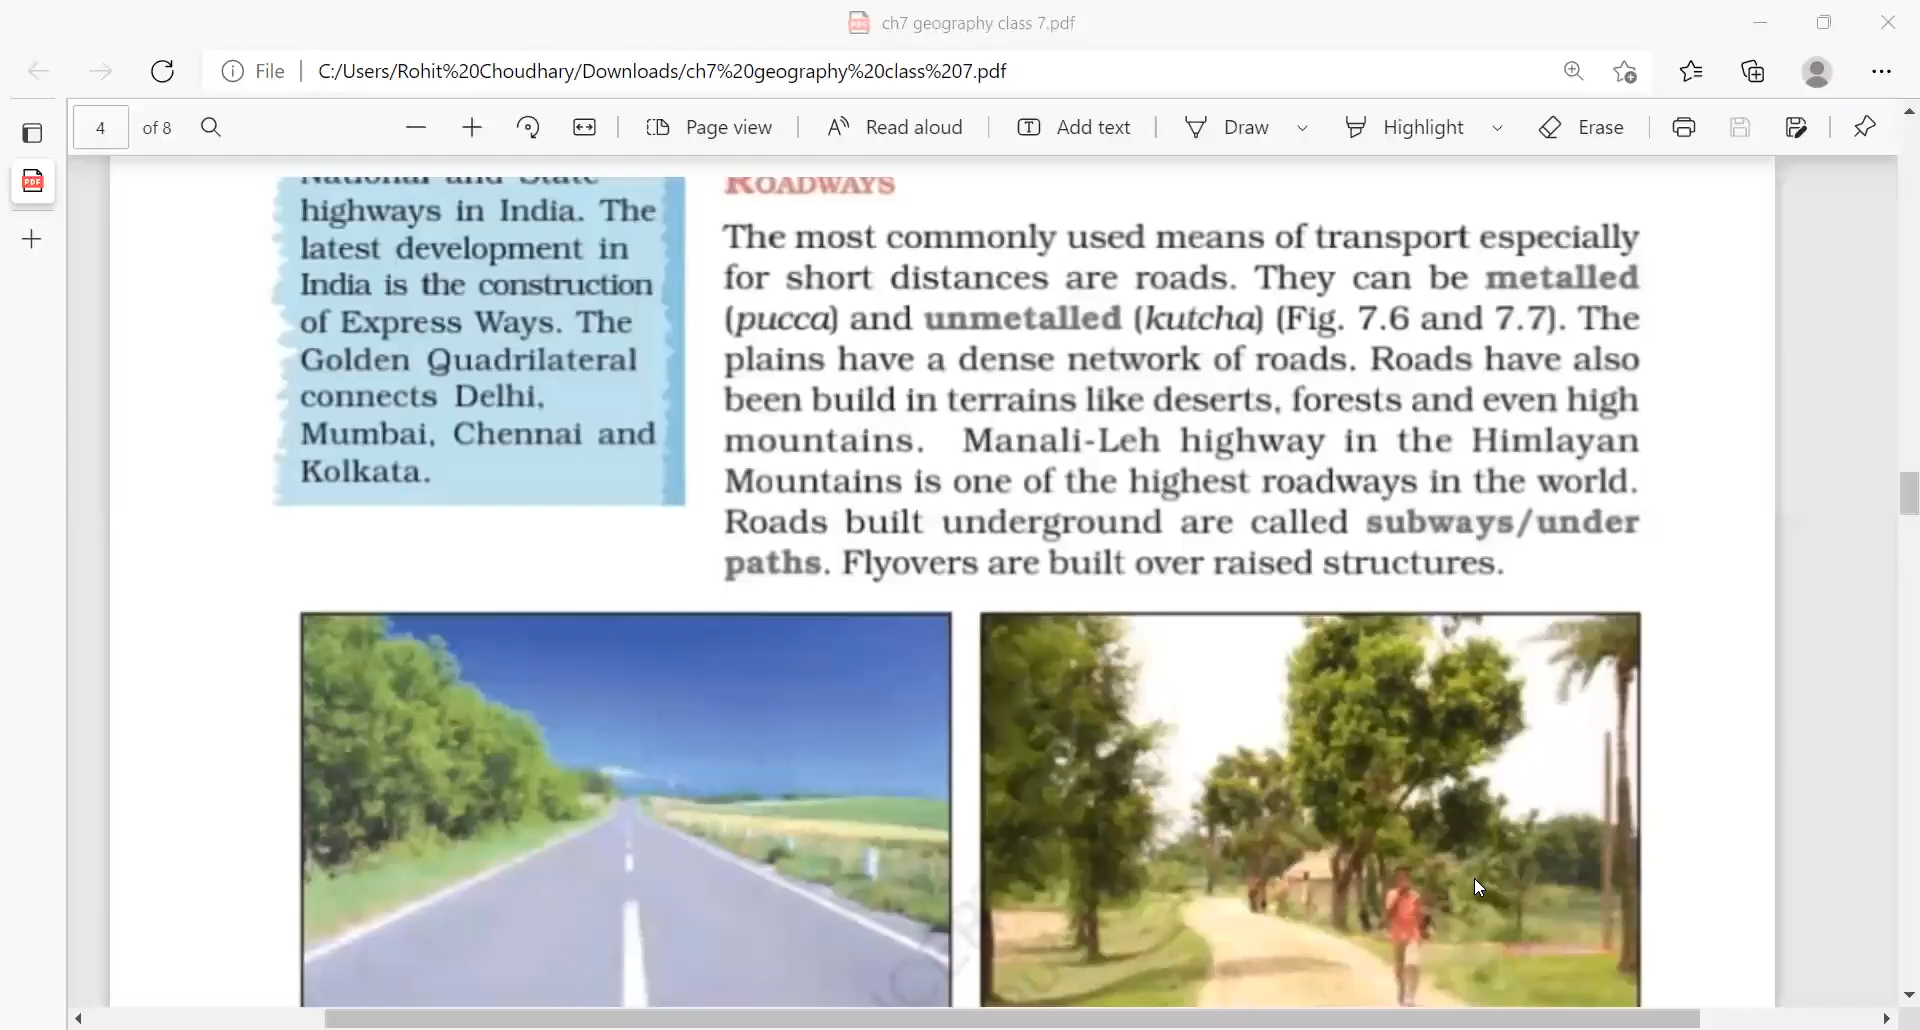 ch7 geography class 7.pdf
File
C:/Users/Rohit%20Choudhary/Downloads/ch7%20geography%20class%207.pdf
4 of 8
Page view
Read aloud
Add text
Draw
Highlight
Erase
PDF
National and State
highways in India. The
latest development in
India is the construction
of Express Ways. The
Golden Quadrilateral
connects Delhi,
Mumbai, Chennai and
Kolkata.
ROADWAYS
The most commonly used means of transport especially
for short distances are roads. They can be metalled
(pucca) and unmetalled (kutcha) (Fig. 7.6 and 7.7). The
plains have a dense network of roads. Roads have also
been build in terrains like deserts, forests and even high
mountains. Manali-Leh highway in the Himlayan
Mountains is one of the highest roadways in the world.
Roads built underground are called subways/under
paths. Flyovers are built over raised structures.